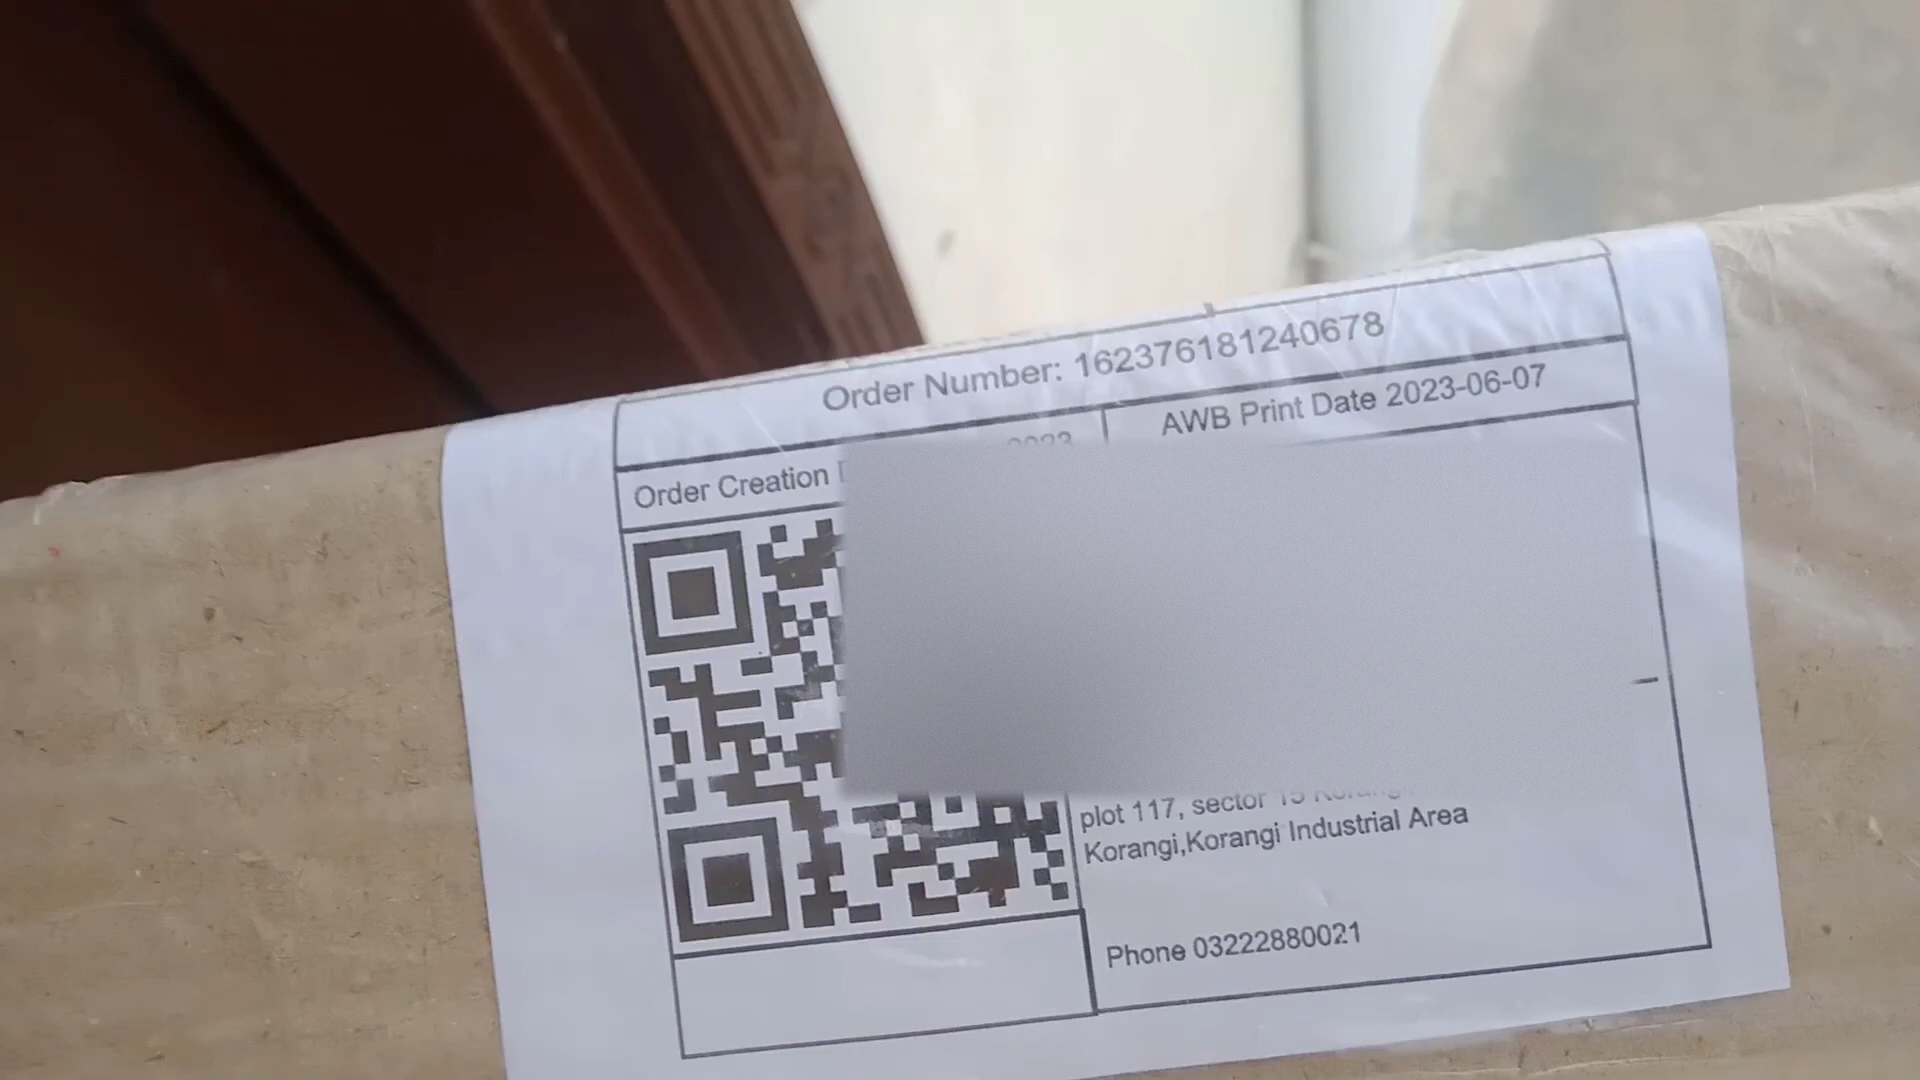 Order Number: 162376181240678
Order Creation
AWB Print Date 2023-06-07
plot 117, sector 15
Korangi,Korangi Industrial Area
Phone 03222880021